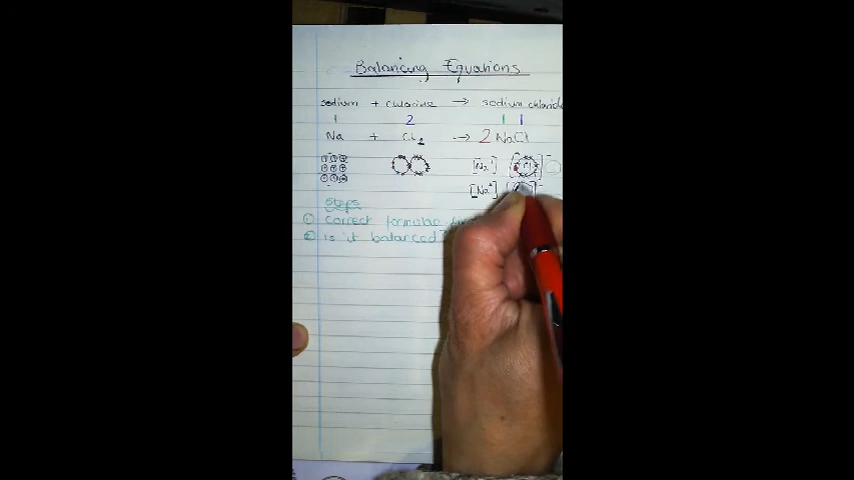 Balancing Equations
sodium + chlorine → sodium chloride
1 2 1 1
Na + Cl2 → 2 NaCl
[Na+] [Cl]-
[Na+] [ ]-
Steps
① correct formulae
② is it balanced?